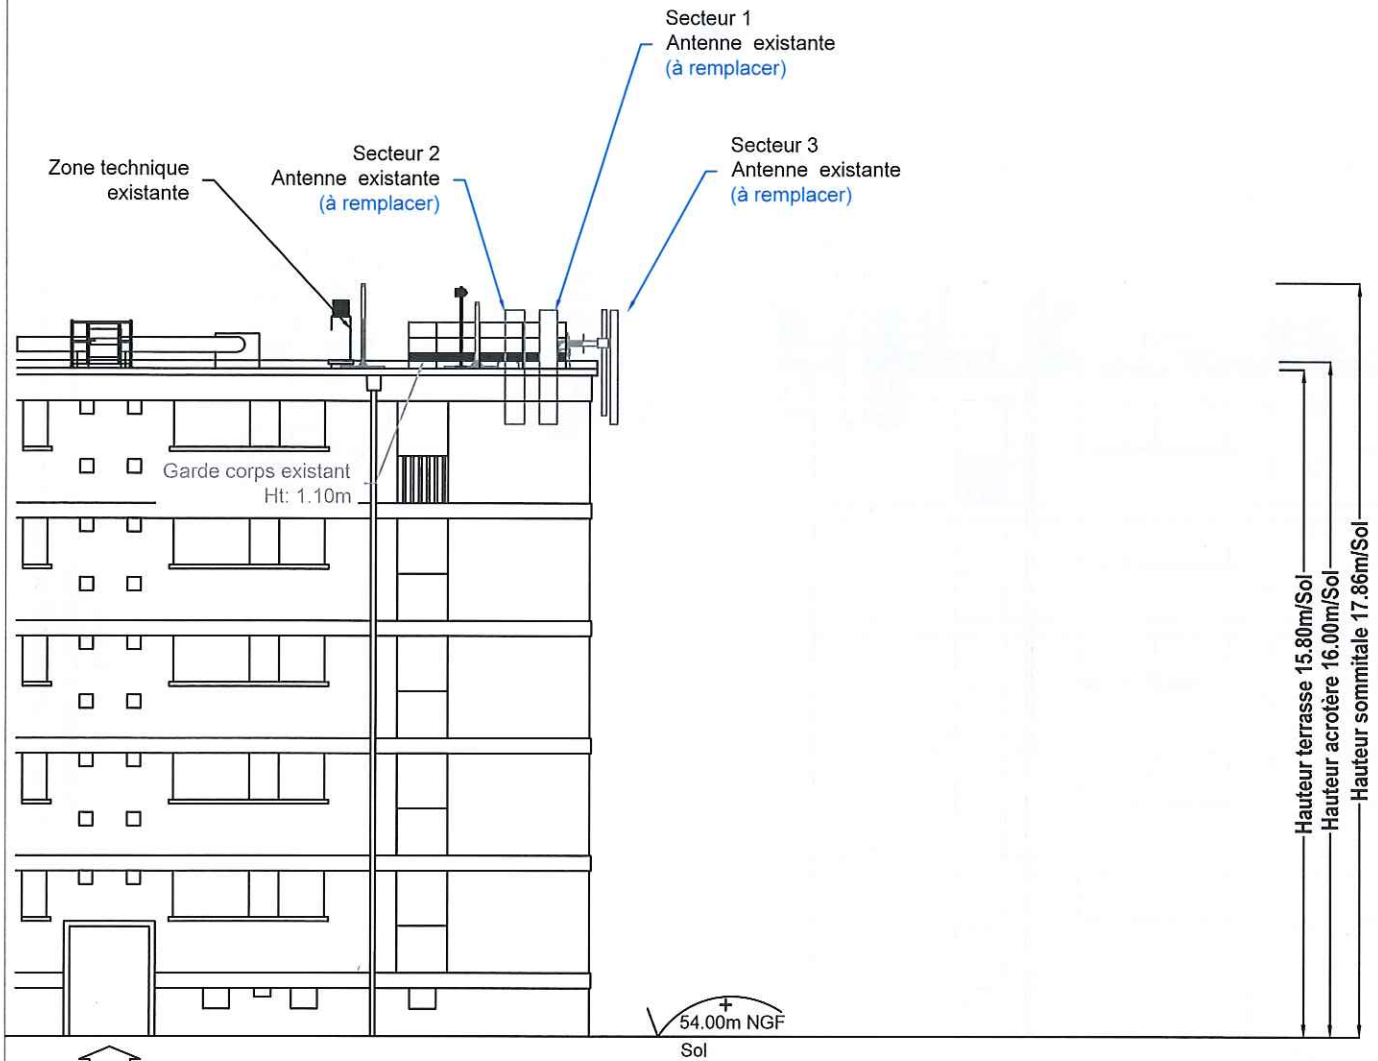 Secteur 1
Antenne existante
(à remplacer)
Secteur 2
Antenne existante
(à remplacer)
Secteur 3
Antenne existante
(à remplacer)
Zone technique
existante
Garde corps existant
Ht: 1.10m
Hauteur terrasse 15.80m/Sol
Hauteur acrotère 16.00m/Sol
Hauteur sommitale 17.86m/Sol
54.00m NGF
Sol